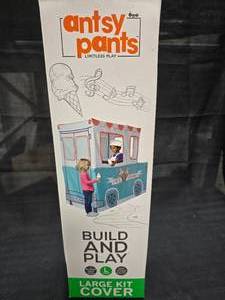 antsy
pants
LIMITLESS PLAY
BUILD
AND
PLAY
L
LARGE KIT
COVER